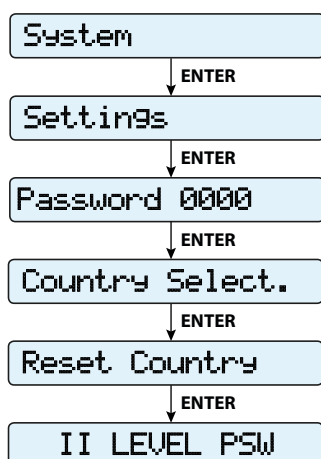 System
ENTER
Settings
ENTER
Password 0000
ENTER
Country Select.
ENTER
Reset Country
ENTER
II LEVEL PSW